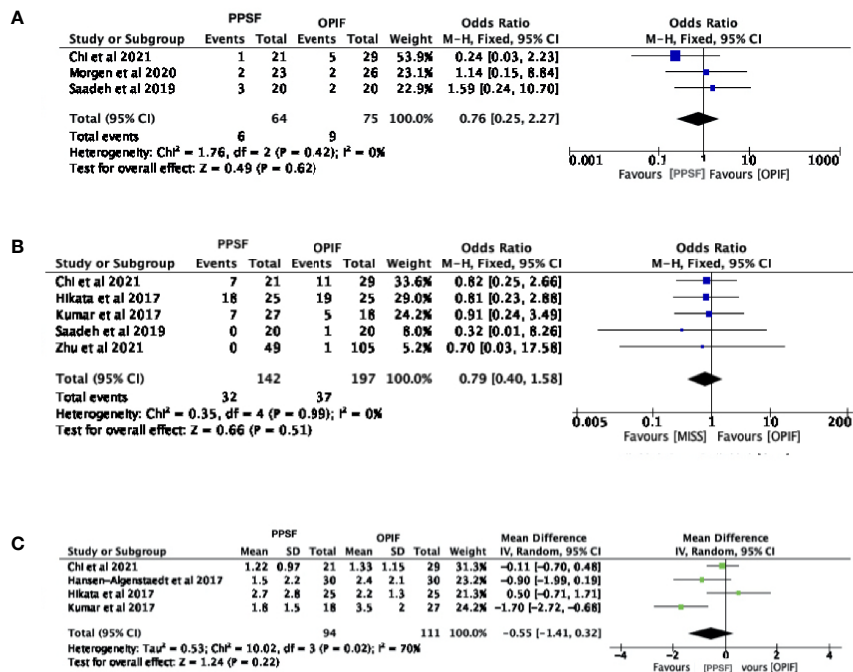 A
PPSF OPIF Odds Ratio Odds Ratio
Study or Subgroup Events Total Events Total Weight M-H, Fixed, 95% CI M-H, Fixed, 95% CI
Chi et al 2021 1 21 5 29 53.9% 0.24 [0.03, 2.23]
Morgen et al 2020 2 23 2 26 23.1% 1.14 [0.15, 8.84]
Saadeh et al 2019 3 20 2 20 22.9% 1.59 [0.24, 10.70]
Total (95% CI) 64 75 100.0% 0.76 [0.25, 2.27]
Total events 6 9
Heterogeneity: Chi² = 1.76, df = 2 (P = 0.42); I² = 0%
Test for overall effect: Z = 0.49 (P = 0.62)
0.001 0.1 1 10 1000
Favours [PPSF] Favours [OPIF]
B
PPSF OPIF Odds Ratio Odds Ratio
Study or Subgroup Events Total Events Total Weight M-H, Fixed, 95% CI M-H, Fixed, 95% CI
Chi et al 2021 7 21 11 29 33.6% 0.82 [0.25, 2.66]
Hikata et al 2017 18 25 19 25 29.0% 0.81 [0.23, 2.88]
Kumar et al 2017 7 27 5 18 24.2% 0.91 [0.24, 3.49]
Saadeh et al 2019 0 20 1 20 8.0% 0.32 [0.01, 8.26]
Zhu et al 2021 0 49 1 105 5.2% 0.70 [0.03, 17.58]
Total (95% CI) 142 197 100.0% 0.79 [0.40, 1.58]
Total events 32 37
Heterogeneity: Chi² = 0.35, df = 4 (P = 0.99); I² = 0%
Test for overall effect: Z = 0.66 (P = 0.51)
0.005 0.1 1 10 200
Favours [MISS] Favours [OPIF]
C
PPSF OPIF Mean Difference Mean Difference
Study or Subgroup Mean SD Total Mean SD Total Weight IV, Random, 95% CI IV, Random, 95% CI
Chi et al 2021 1.22 0.97 21 1.33 1.15 29 31.3% -0.11 [-0.70, 0.48]
Hansen-Algenstaedt et al 2017 1.5 2.2 30 2.4 2.1 30 23.2% -0.90 [-1.99, 0.19]
Hikata et al 2017 2.7 2.8 25 2.2 1.3 25 21.3% 0.50 [-0.71, 1.71]
Kumar et al 2017 1.8 1.5 18 3.5 2 27 24.2% -1.70 [-2.72, -0.68]
Total (95% CI) 94 111 100.0% -0.55 [-1.41, 0.32]
Heterogeneity: Tau² = 0.53; Chi² = 10.02, df = 3 (P = 0.02); I² = 70%
Test for overall effect: Z = 1.24 (P = 0.22)
-4 -2 0 2 4
Favours [PPSF] vours [OPIF]